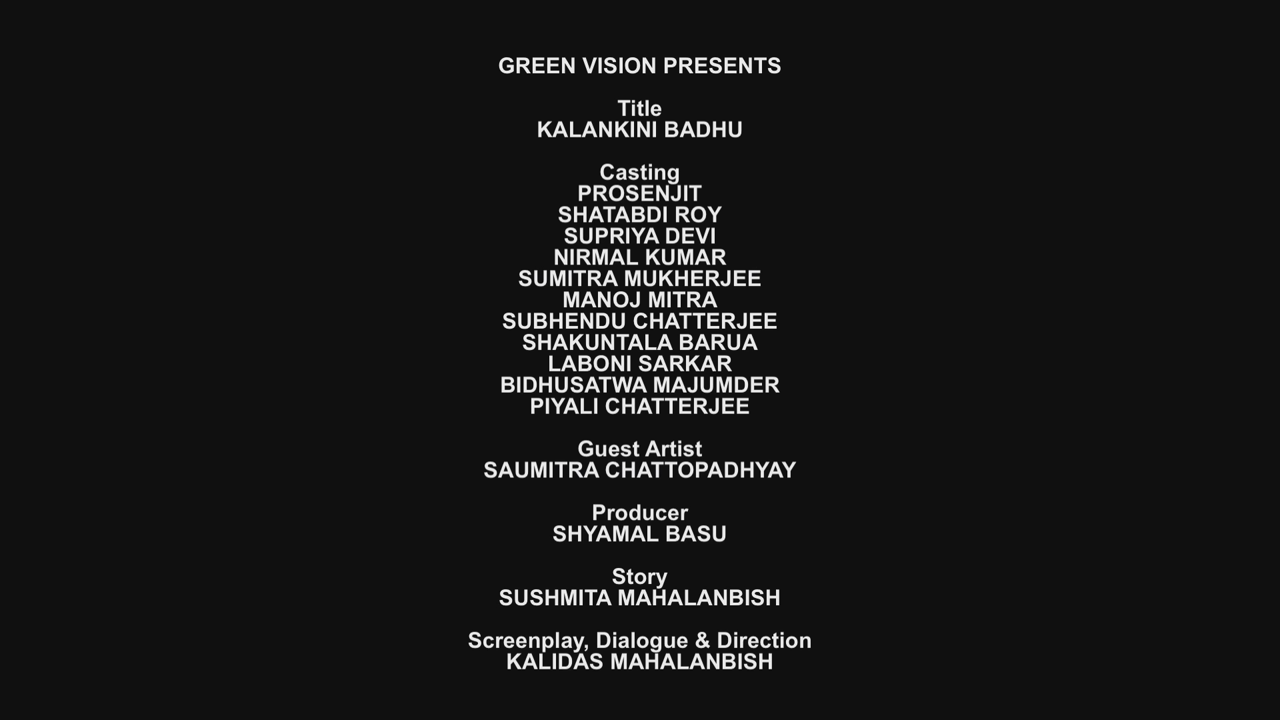 GREEN VISION PRESENTS
Title
KALANKINI BADHU
Casting
PROSENJIT
SHATABDI ROY
SUPRIYA DEVI
NIRMAL KUMAR
SUMITRA MUKHERJEE
MANOJ MITRA
SUBHENDU CHATTERJEE
SHAKUNTALA BARUA
LABONI SARKAR
BIDHUSATWA MAJUMDER
PIYALI CHATTERJEE
Guest Artist
SAUMITRA CHATTOPADHYAY
Producer
SHYAMAL BASU
Story
SUSHMITA MAHALANBISH
Screenplay, Dialogue & Direction
KALIDAS MAHALANBISH